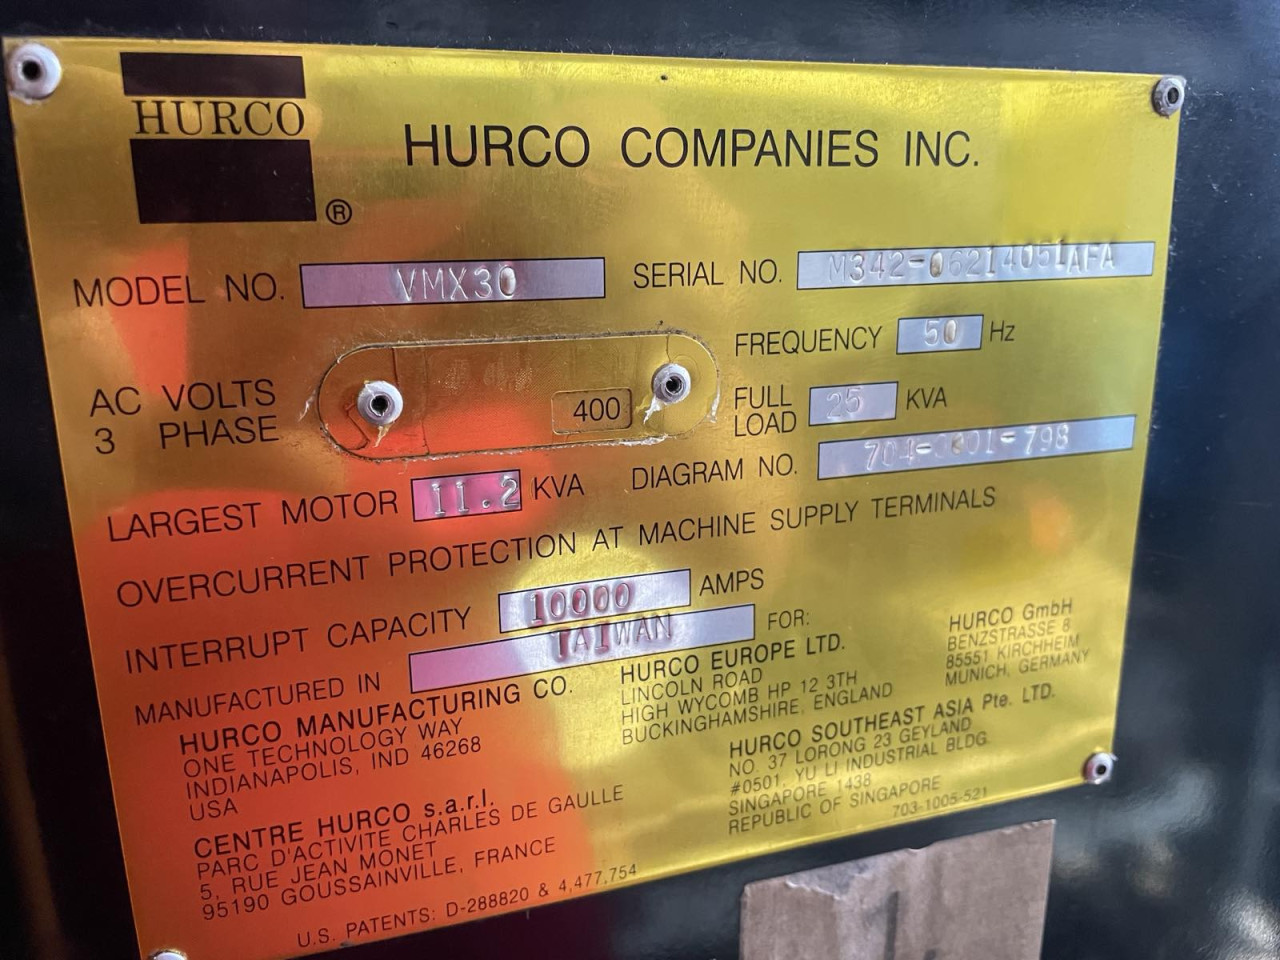 HURCO
®
HURCO COMPANIES INC.
MODEL NO. VMX30
SERIAL NO. M342-06214051AFA
AC VOLTS
3 PHASE
400
FREQUENCY 50 Hz
FULL
LOAD 25 KVA
LARGEST MOTOR 11.2 KVA
DIAGRAM NO. 704-0301-798
OVERCURRENT PROTECTION AT MACHINE SUPPLY TERMINALS
INTERRUPT CAPACITY 10000 AMPS
MANUFACTURED IN TAIWAN FOR:
HURCO MANUFACTURING CO.
ONE TECHNOLOGY WAY
INDIANAPOLIS, IND 46268
USA
HURCO EUROPE LTD.
LINCOLN ROAD
HIGH WYCOMB HP 12 3TH
BUCKINGHAMSHIRE, ENGLAND
HURCO GmbH
BENZSTRASSE 8
85551 KIRCHHEIM
MUNICH, GERMANY
CENTRE HURCO s.a.r.l.
PARC D'ACTIVITE CHARLES DE GAULLE
5, RUE JEAN MONET
95190 GOUSSAINVILLE, FRANCE
HURCO SOUTHEAST ASIA Pte. LTD.
NO. 37 LORONG 23 GEYLAND
#0501, YU LI INDUSTRIAL BLDG.
SINGAPORE 1438
REPUBLIC OF SINGAPORE
703-1005-521
U.S. PATENTS: D-288820 & 4,477,754